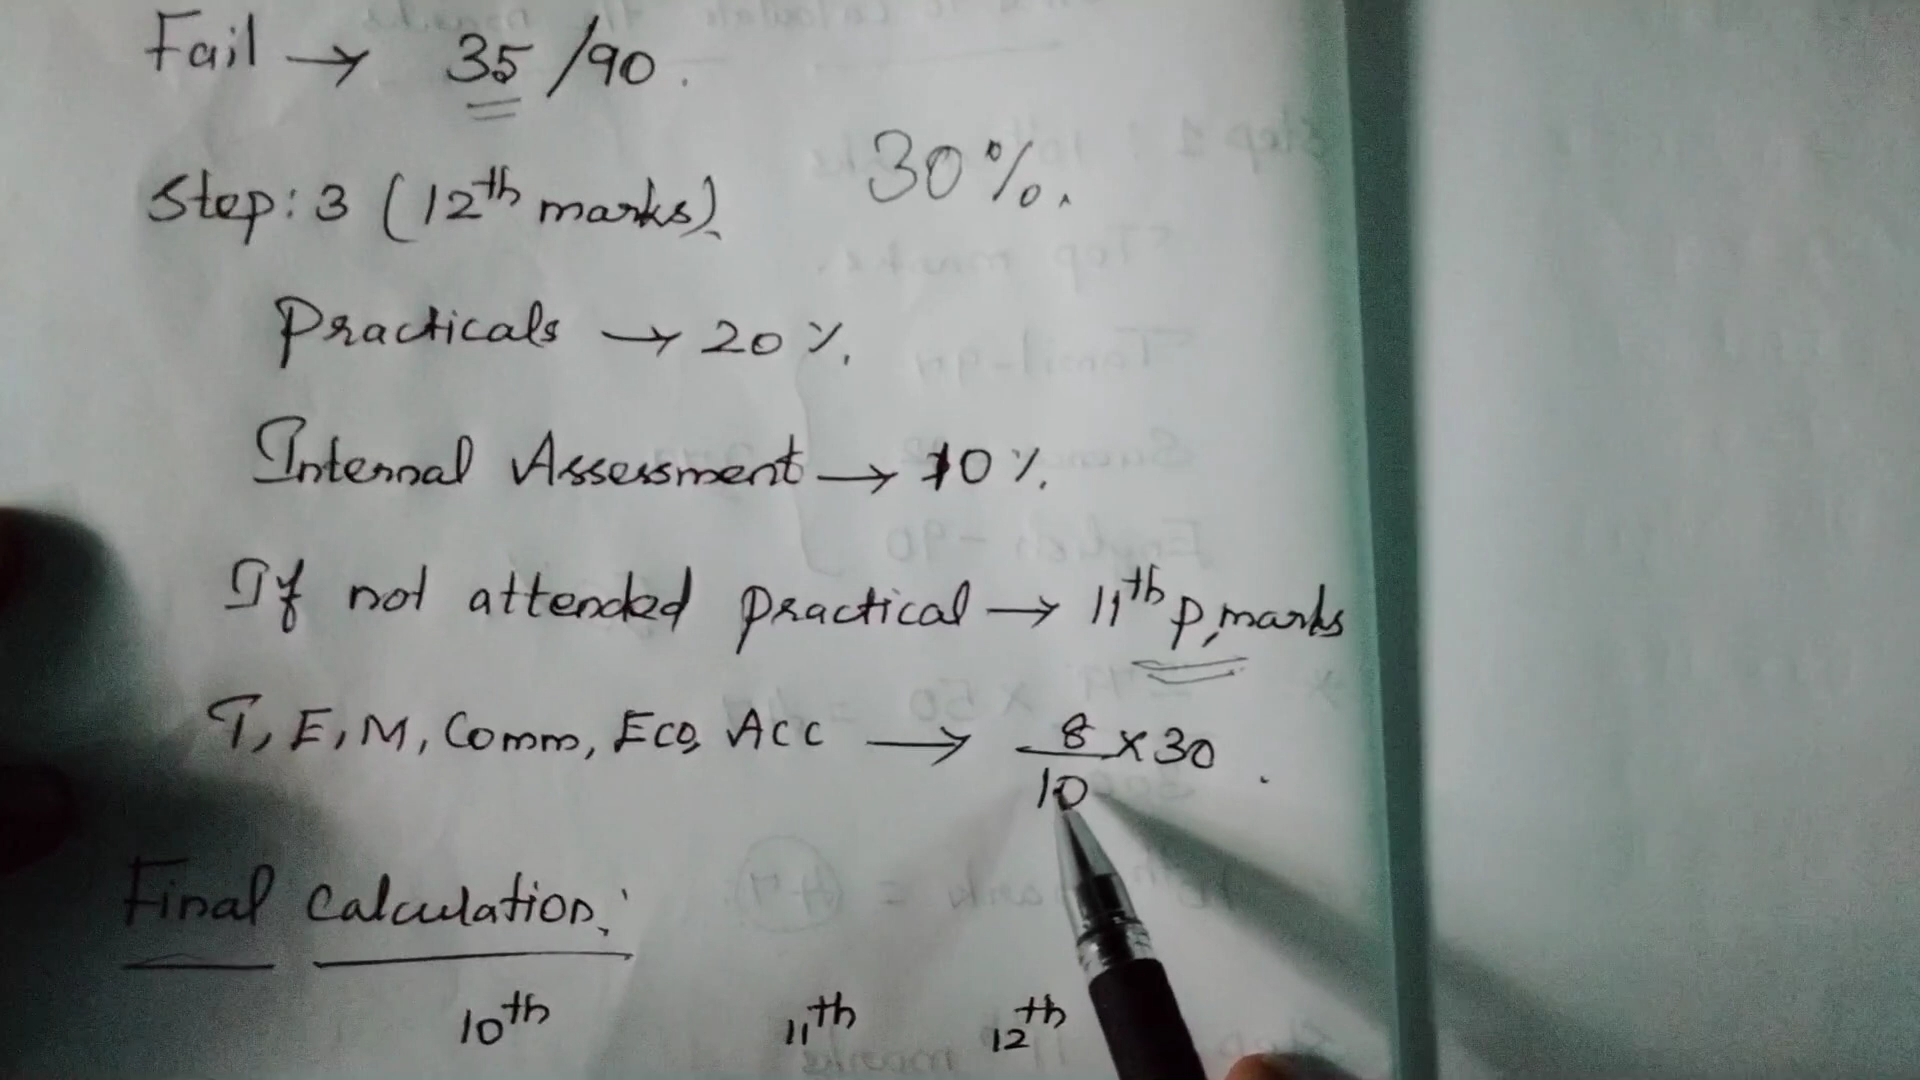 Fail → 35/90.
30%.
Step: 3 (12th marks)
Practicals → 20%.
Internal Assessment → 10%.
If not attended practical → 11th p, marks
T, E, M, Comm, Eco, Acc → 8/10 × 30.
Final Calculation:
10th 11th 12th